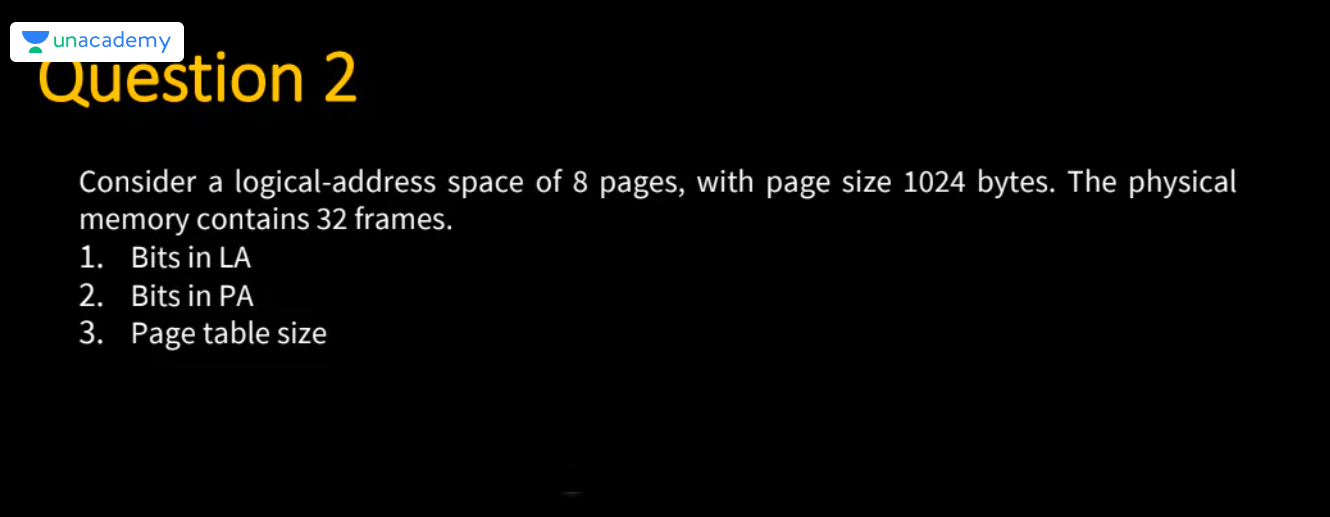 unacademy
Question 2
Consider a logical-address space of 8 pages, with page size 1024 bytes. The physical
memory contains 32 frames.
1. Bits in LA
2. Bits in PA
3. Page table size